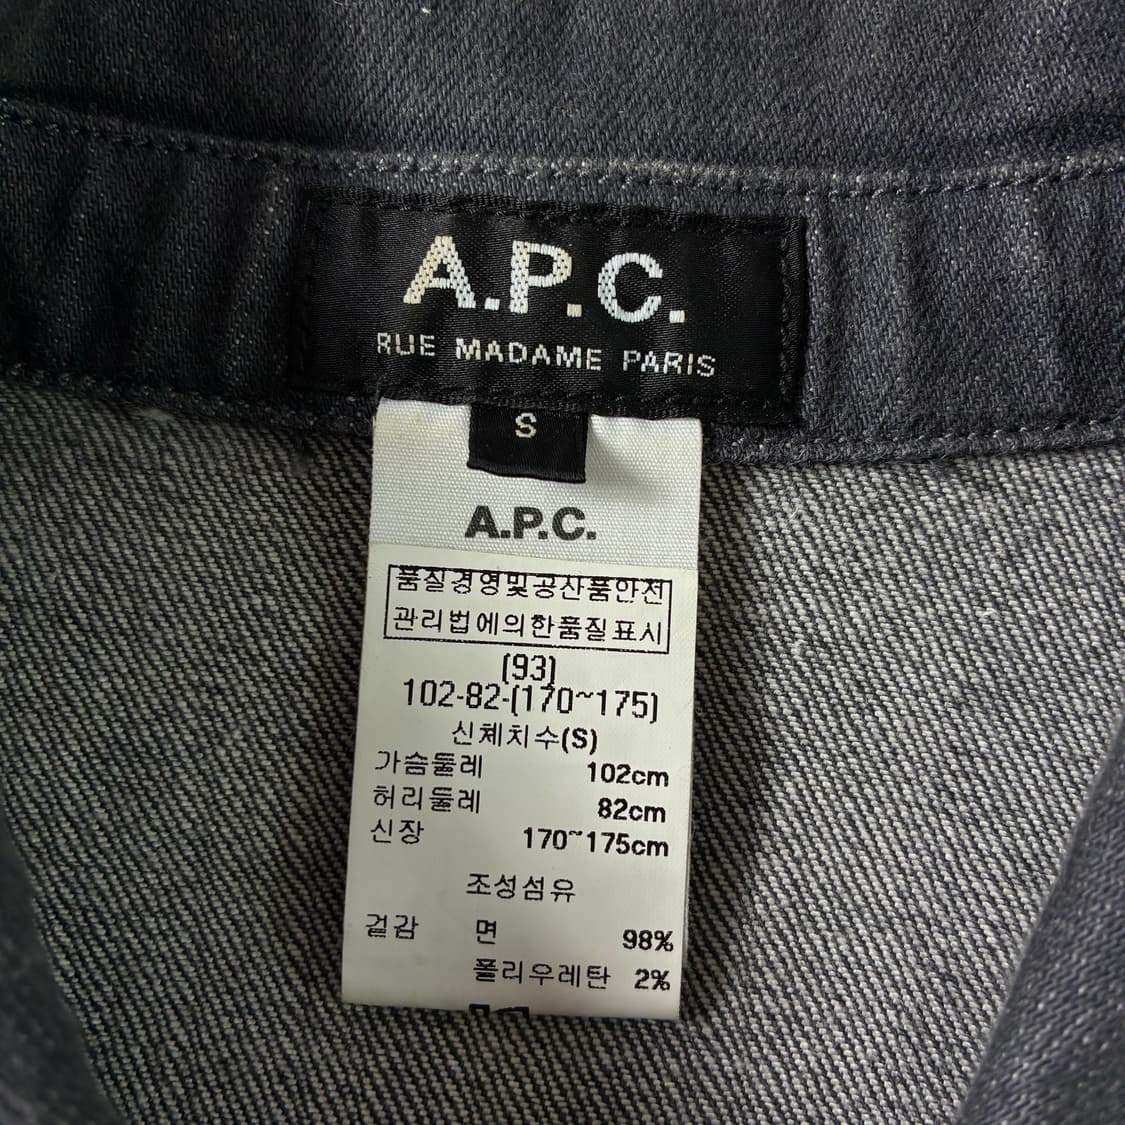 A.P.C.
RUE MADAME PARIS
S
A.P.C.
품질경영및공산품안전
관리법에의한품질표시
(93)
102-82-(170~175)
신체치수(S)
가슴둘레 102cm
허리둘레 82cm
신장 170~175cm
조성섬유
겉감 면 98%
폴리우레탄 2%